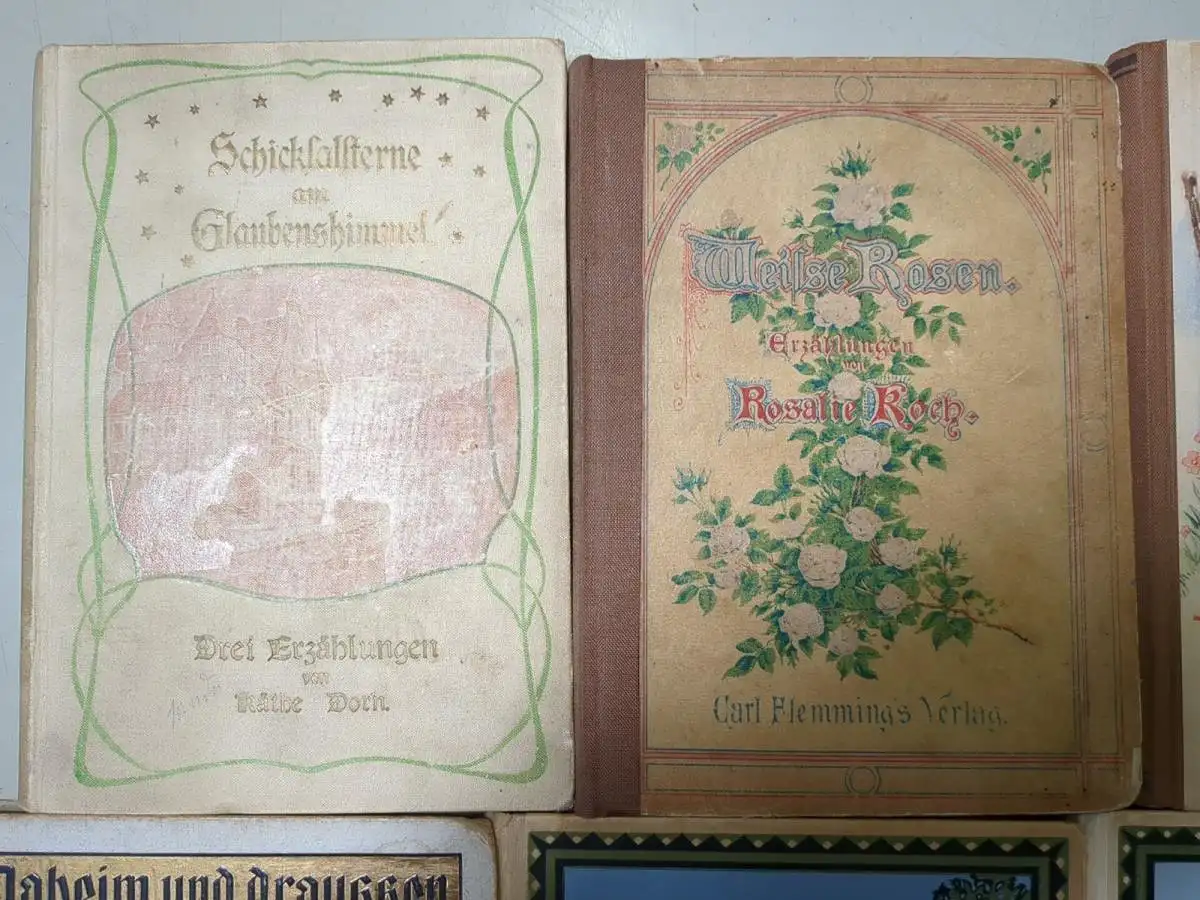 Schicksalsterne
am
Glaubenshimmel
Drei Erzählungen
von
Käthe Dorn.
Weisse Rosen.
Erzählungen
von
Rosalie Koch.
Carl Flemmings Verlag.
Daheim und draussen